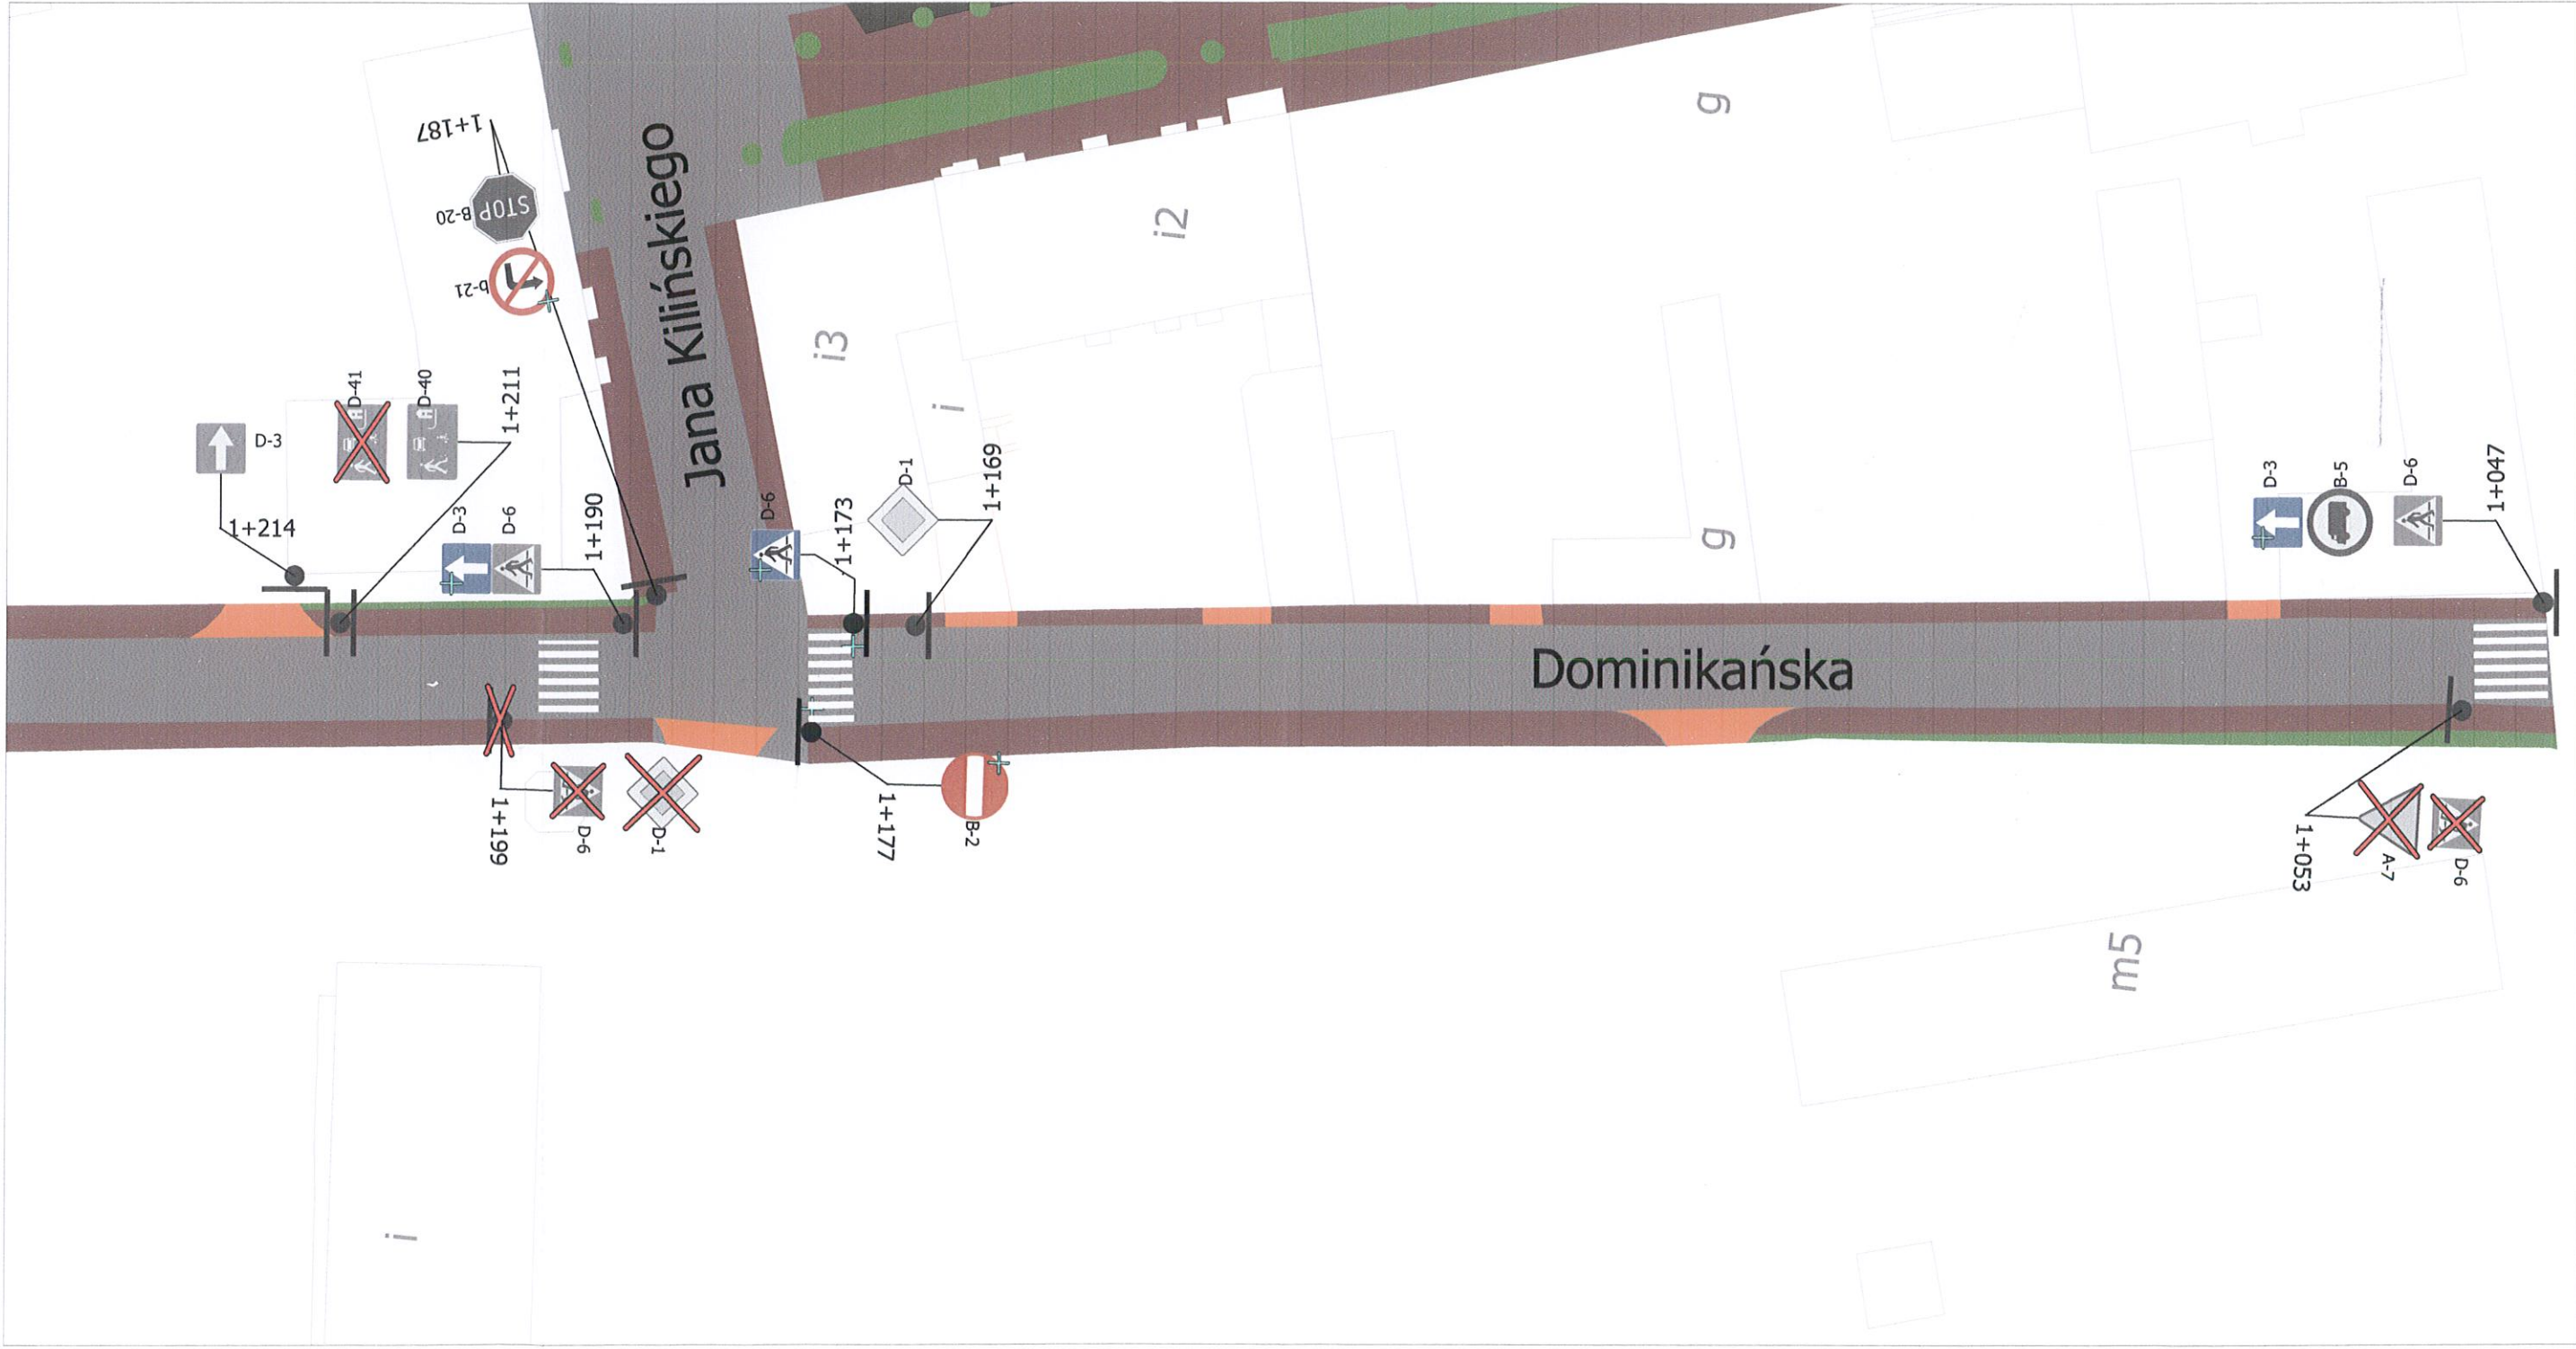 1+187
B-20
STOP
b-21
Jana Kilińskiego
g
i2
i3
i
D-41
D-40
1+211
D-3
1+214
D-3
D-6
1+190
D-6
1+173
D-1
1+169
g
D-3
B-5
D-6
1+047
Dominikańska
1+199
D-6
D-1
1+177
B-2
1+053
A-7
D-6
m5
i